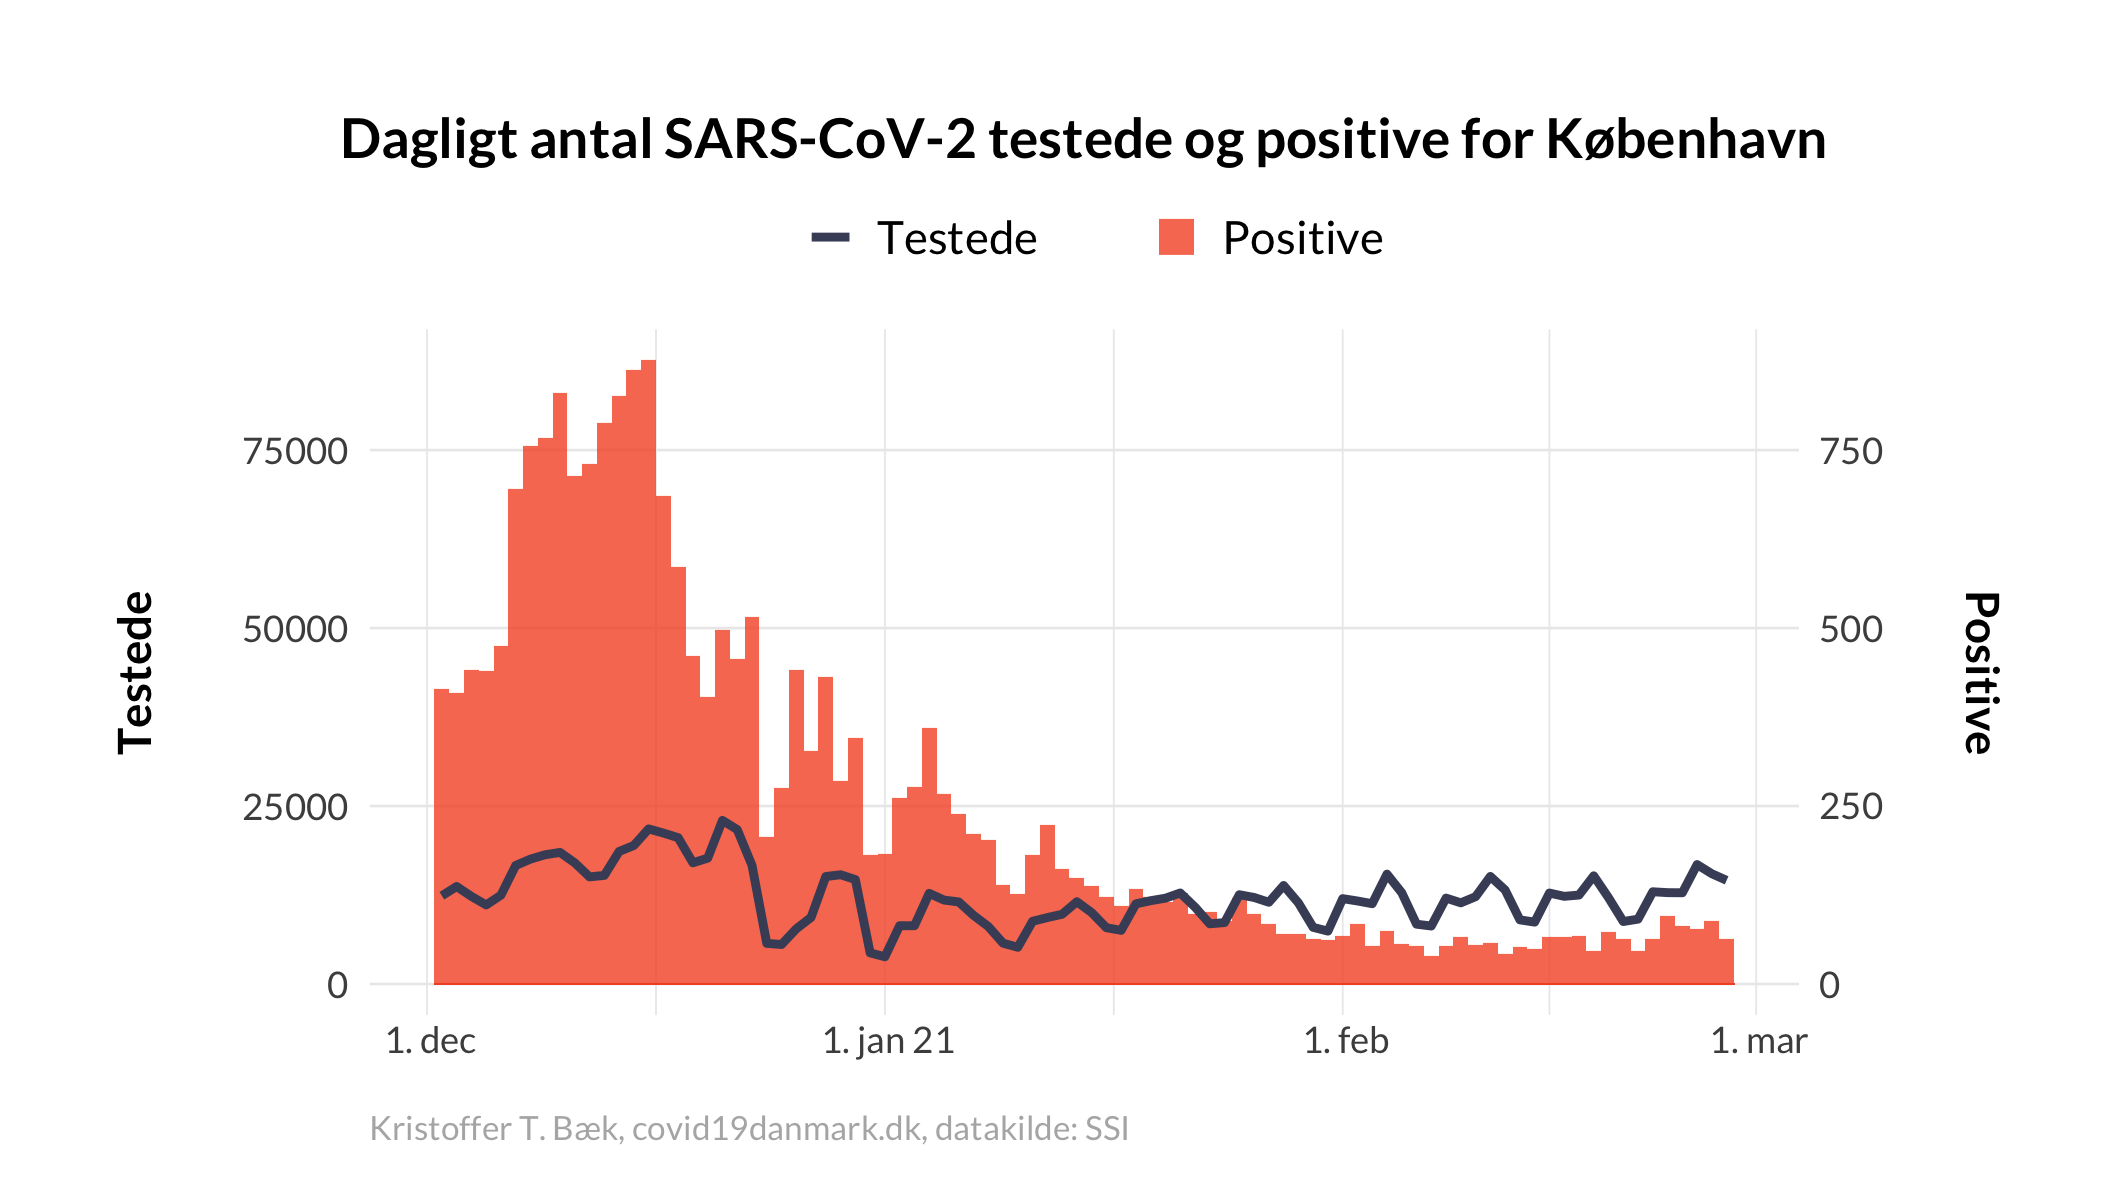 Dagligt antal SARS-CoV-2 testede og positive for København
Testede
Positive
75000
50000
25000
0
Testede
750
500
250
0
Positive
1. dec
1. jan 21
1. feb
1. mar
Kristoffer T. Bæk, covid19danmark.dk, datakilde: SSI